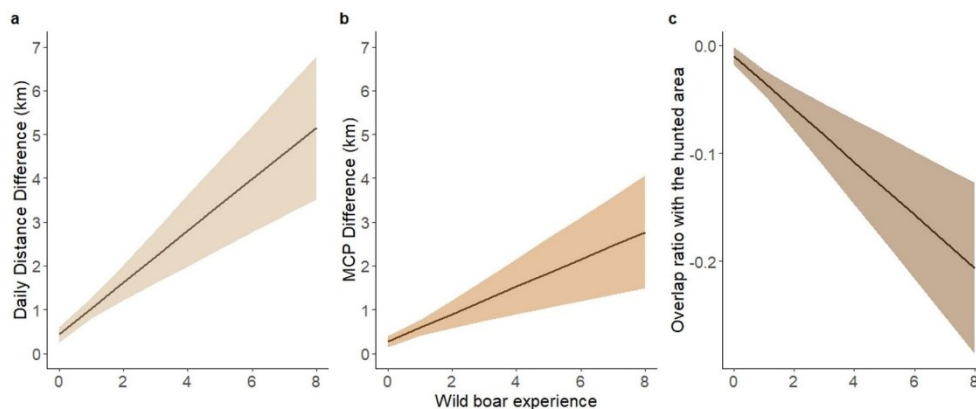 a
Daily Distance Difference (km)
7
6
5
4
3
2
1
0
0 2 4 6 8
b
MCP Difference (km)
7
6
5
4
3
2
1
0
0 2 4 6 8
Wild boar experience
c
Overlap ratio with the hunted area
0.0
-0.1
-0.2
0 2 4 6 8